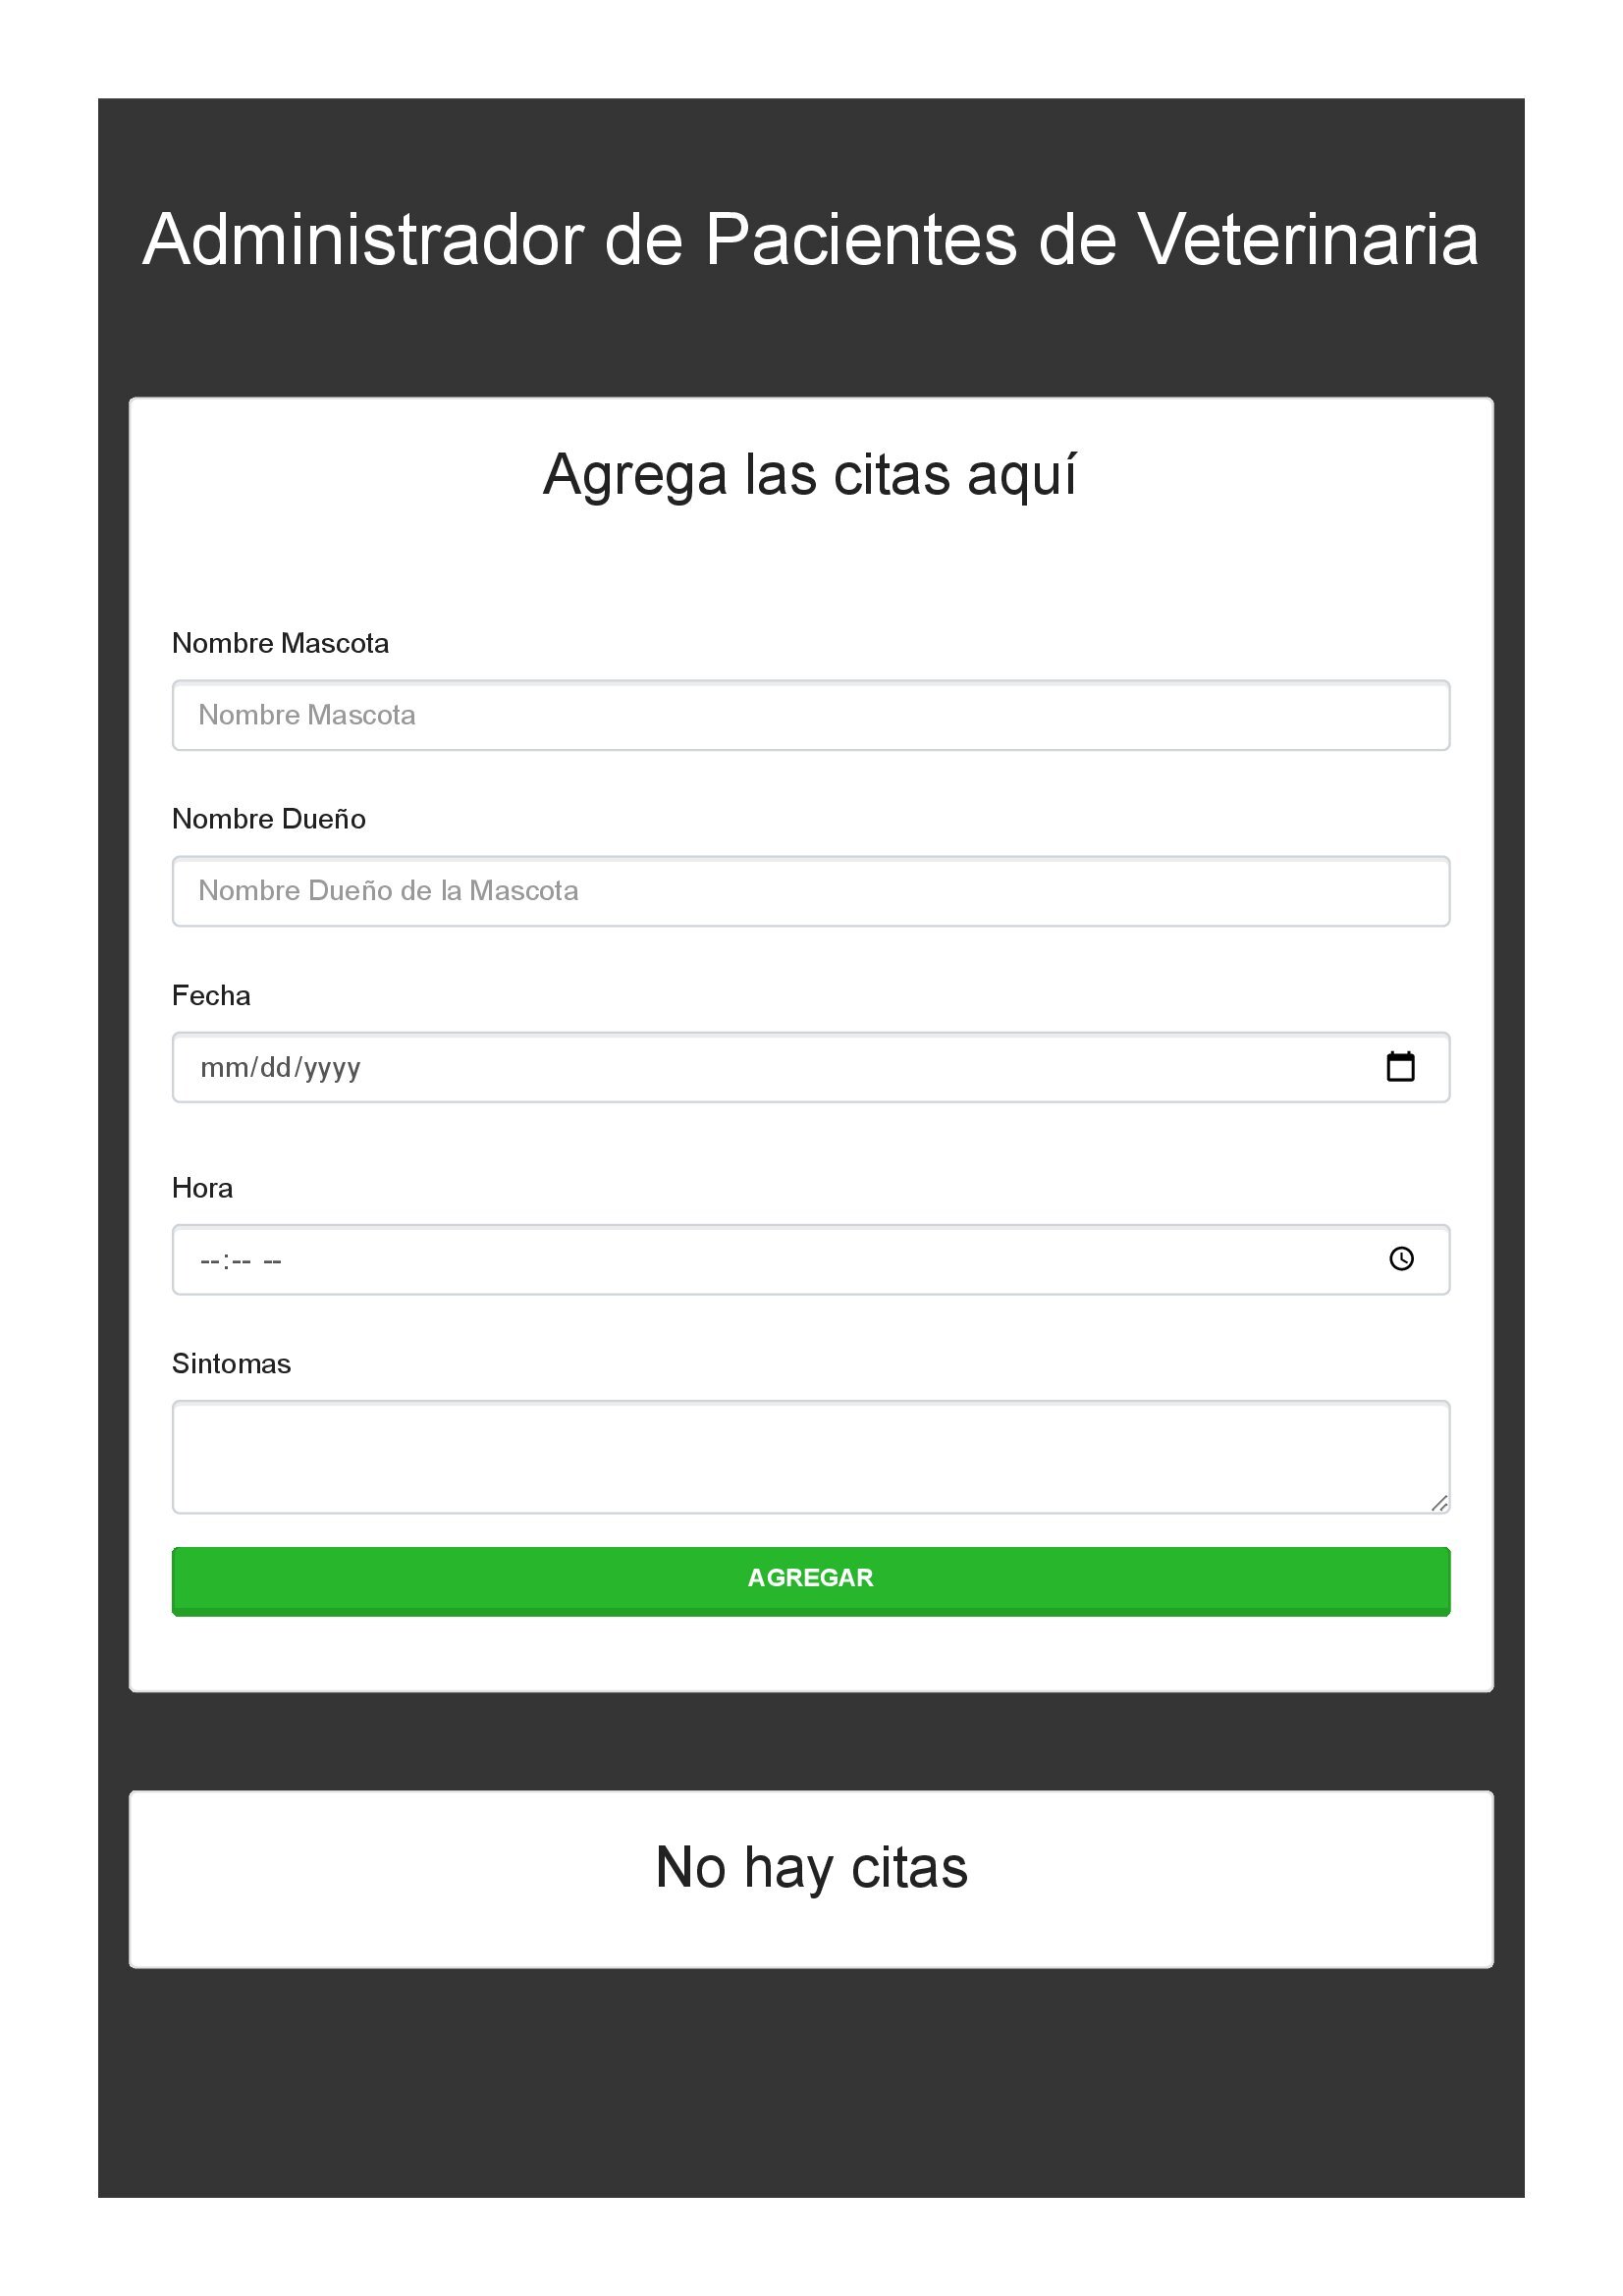 Administrador de Pacientes de Veterinaria
Agrega las citas aquí
Nombre Mascota
Nombre Mascota
Nombre Dueño
Nombre Dueño de la Mascota
Fecha
mm/dd/yyyy
Hora
--:-- --
Sintomas
AGREGAR
No hay citas